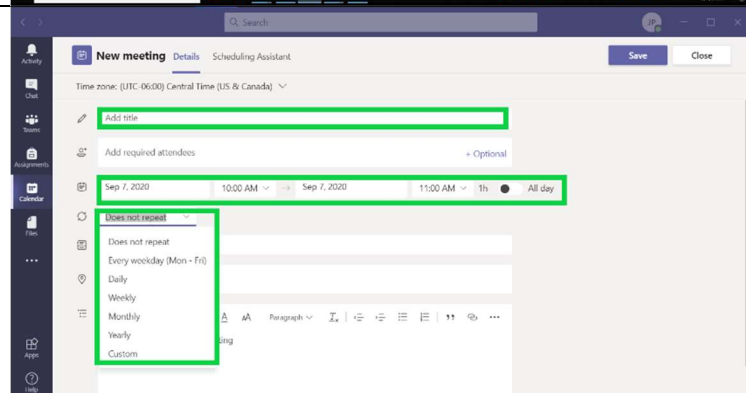 Search
JP
Activity
Chat
Teams
Assignments
Calendar
Files
Apps
Help
New meeting Details Scheduling Assistant
Save Close
Time zone: (UTC-06:00) Central Time (US & Canada)
Add title
Add required attendees + Optional
Sep 7, 2020 10:00 AM → Sep 7, 2020 11:00 AM 1h All day
Does not repeat
Does not repeat
Every weekday (Mon - Fri)
Daily
Weekly
Monthly
Yearly
Custom
A AA Paragraph